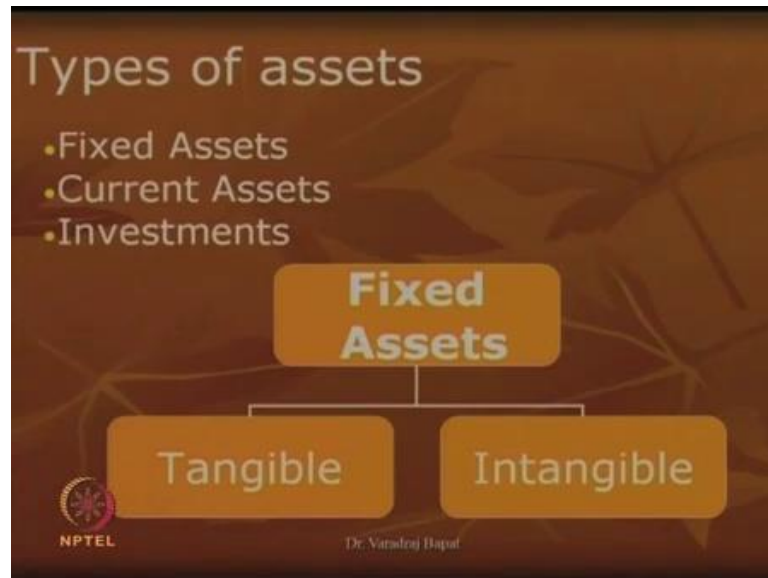 Types of assets
•Fixed Assets
•Current Assets
•Investments
Fixed
Assets
Tangible
Intangible
NPTEL
Dr. Varadraj Bapat